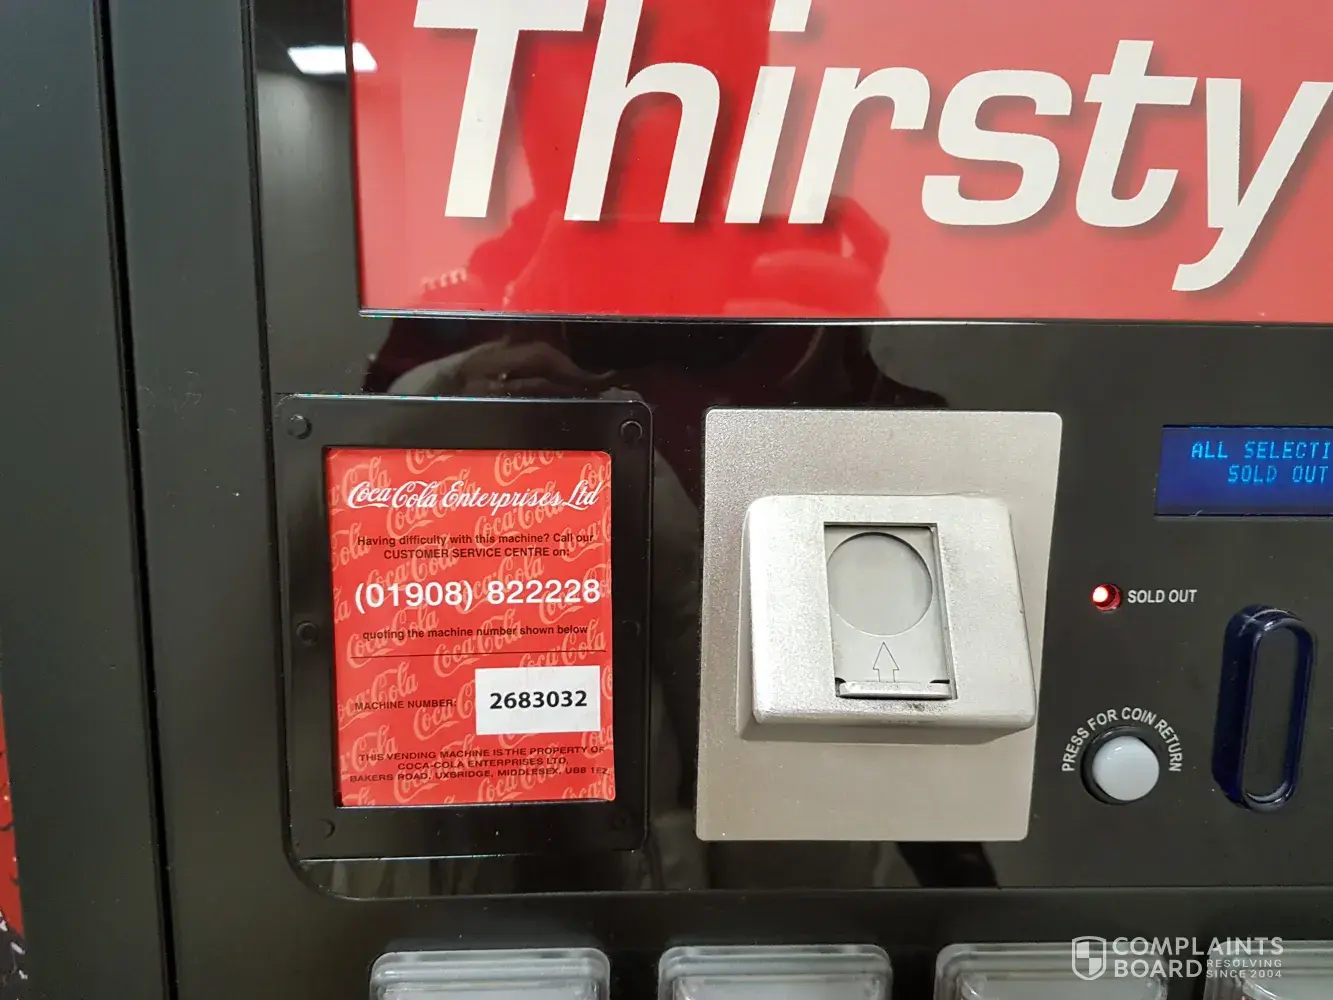 Thirsty
Coca-Cola Enterprises Ltd
Having difficulty with this machine? Call our
CUSTOMER SERVICE CENTRE on:
(01908) 822228
quoting the machine number shown below
MACHINE NUMBER:
2683032
THIS VENDING MACHINE IS THE PROPERTY OF
COCA-COLA ENTERPRISES LTD,
BAKERS ROAD, UXBRIDGE, MIDDLESEX, UB8 1EZ
ALL SELECTI
SOLD OUT
SOLD OUT
PRESS FOR COIN RETURN
COMPLAINTS
BOARD
RESOLVING
SINCE 2004